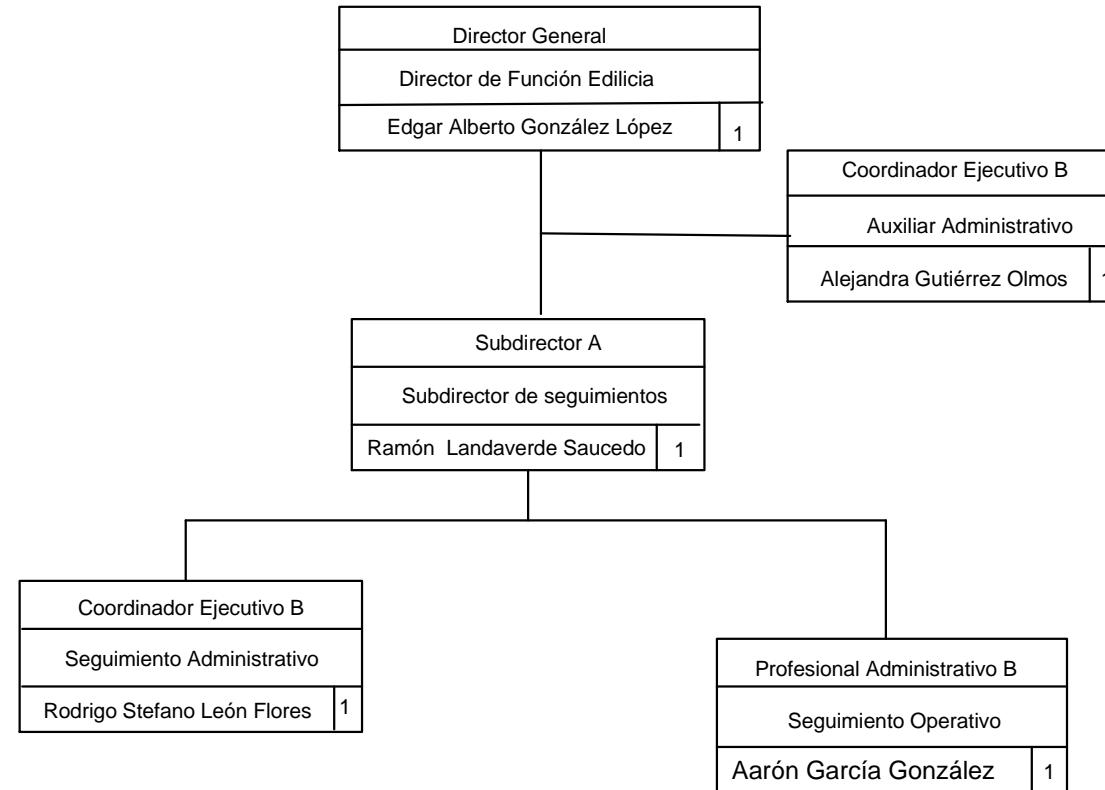 Director General
Director de Función Edilicia
Edgar Alberto González López 1
Coordinador Ejecutivo B
Auxiliar Administrativo
Alejandra Gutiérrez Olmos 1
Subdirector A
Subdirector de seguimientos
Ramón Landaverde Saucedo 1
Coordinador Ejecutivo B
Seguimiento Administrativo
Rodrigo Stefano León Flores 1
Profesional Administrativo B
Seguimiento Operativo
Aarón García González 1